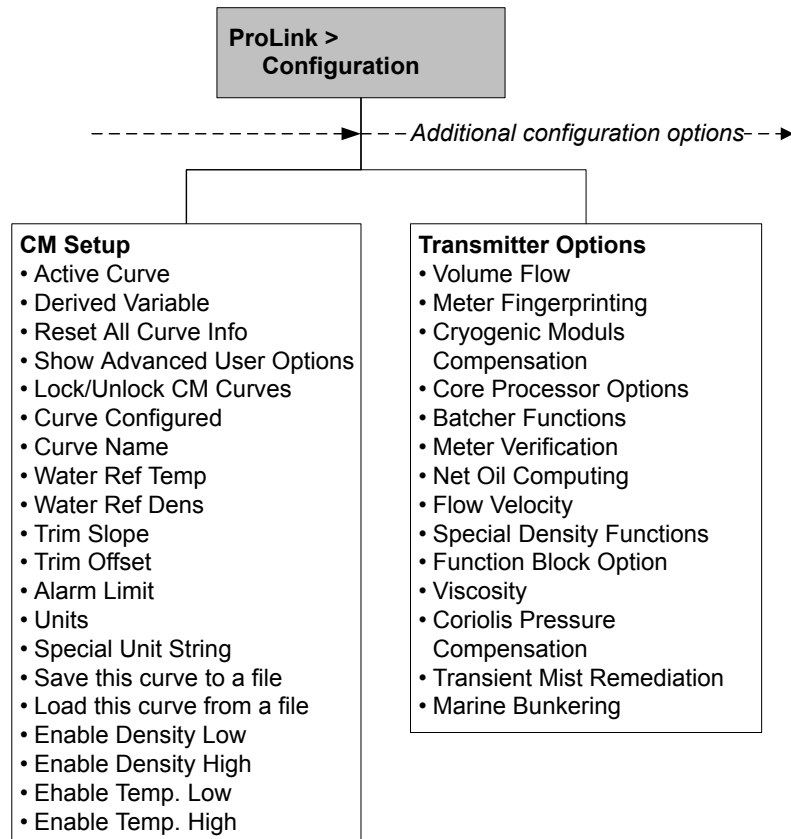 ProLink >
Configuration
Additional configuration options
CM Setup
• Active Curve
• Derived Variable
• Reset All Curve Info
• Show Advanced User Options
• Lock/Unlock CM Curves
• Curve Configured
• Curve Name
• Water Ref Temp
• Water Ref Dens
• Trim Slope
• Trim Offset
• Alarm Limit
• Units
• Special Unit String
• Save this curve to a file
• Load this curve from a file
• Enable Density Low
• Enable Density High
• Ehable Temp. Low
• Enable Temp. High
Transmitter Options
• Volume Flow
• Meter Fingerprinting
• Cryogenic Moduls
Compensation
• Core Processor Options
• Batcher Functions
• Meter Verification
• Net Oil Computing
• Flow Velocity
• Special Density Functions
• Function Block Option
• Viscosity
• Coriolis Pressure
Compensation
• Transient Mist Remediation
• Marine Bunkering